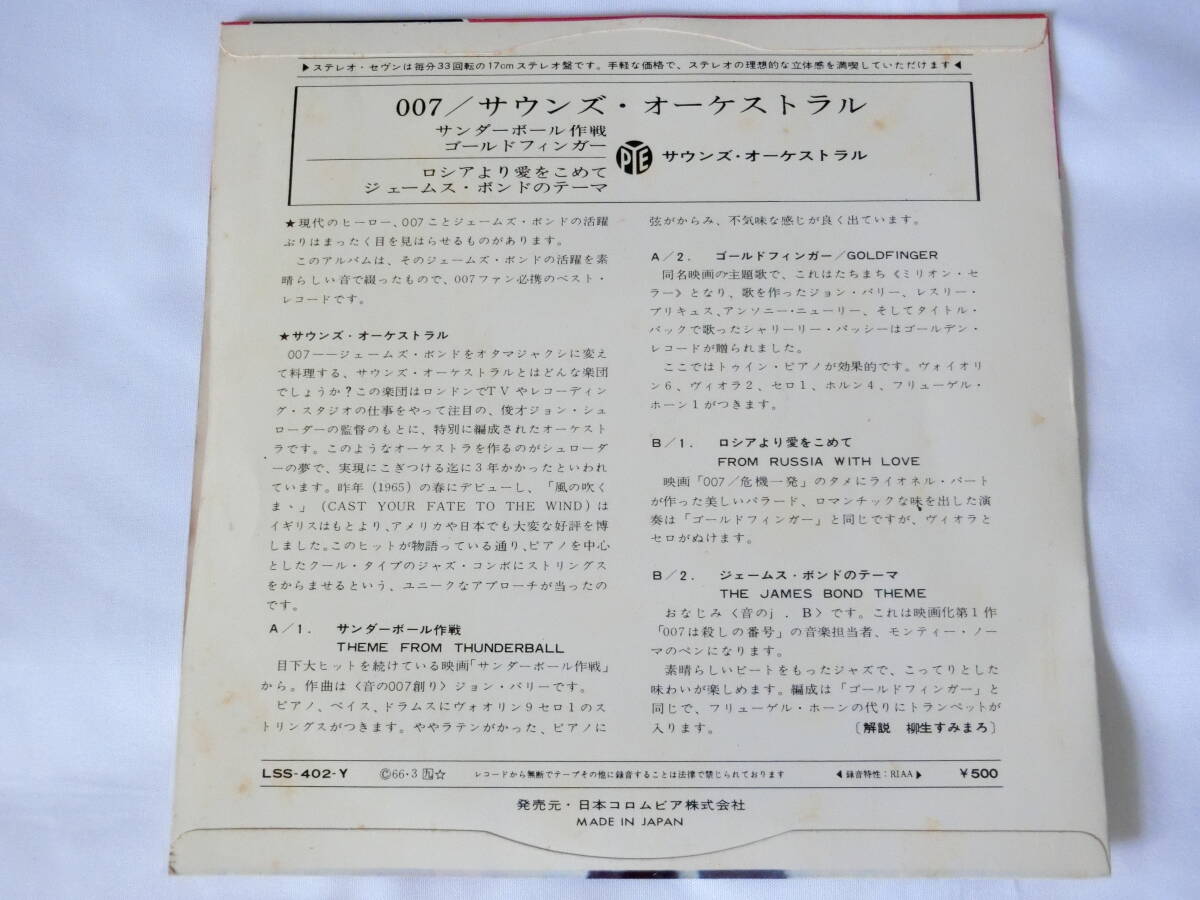 ▶ステレオ・セヴンは毎分33回転の17cmステレオ盤です。手軽な価格で、ステレオの理想的な立体感を満喫していただけます◀
007／サウンズ・オーケストラル
サンダーボール作戦
ゴールドフィンガー
ロシアより愛をこめて
ジェームス・ボンドのテーマ
PYE サウンズ・オーケストラル
★現代のヒーロー、007ことジェームズ・ボンドの活躍
ぶりはまったく目を見はらせるものがあります。
このアルバムは、そのジェームズ・ボンドの活躍を素
晴らしい音で綴ったもので、007ファン必携のベスト・
レコードです。
★サウンズ・オーケストラル
007――ジェームズ・ボンドをオタマジャクシに変え
て料理する、サウンズ・オーケストラルとはどんな楽団
でしょうか？この楽団はロンドンでTVやレコーディン
グ・スタジオの仕事をやって注目の、俊才ジョン・シュ
ローダーの監督のもとに、特別に編成されたオーケスト
ラです。このようなオーケストラを作るのがシュローダ
ーの夢で、実現にこぎつける迄に3年かかったといわれ
ています。昨年（1965）の春にデビューし、「風の吹く
まゝ」（CAST YOUR FATE TO THE WIND）は
イギリスはもとより、アメリカや日本でも大変な好評を博
しました。このヒットが物語っている通り、ピアノを中心
としたクール・タイプのジャズ・コンボにストリングス
をからませるという、ユニークなアプローチが当ったの
です。
A／1. サンダーボール作戦
THEME FROM THUNDERBALL
目下大ヒットを続けている映画「サンダーボール作戦」
から。作曲は〈音の007創り〉ジョン・バリーです。
ピアノ、ベイス、ドラムスにヴァオリン9セロ1のス
トリングスがつきます。ややラテンがかった、ピアノに
弦がからみ、不気味な感じが良く出ています。
A／2. ゴールドフィンガー／GOLDFINGER
同名映画の主題歌で、これはたちまち《ミリオン・セ
ラー》となり、歌を作ったジョン・バリー、レスリー・
ブリキュス、アンソニー・ニューリー、そしてタイトル・
バックで歌ったシャリーリー・バッシーはゴールデン・
レコードが贈られました。
ここではトゥイン・ピアノが効果的です。ヴォイオリ
ン6、ヴィオラ2、セロ1、ホルン4、フリューゲル・
ホーン1がつきます。
B／1. ロシアより愛をこめて
FROM RUSSIA WITH LOVE
映画「007／危機一発」のタメにライオネル・バート
が作った美しいバラード、ロマンチックな味を出した演
奏は「ゴールドフィンガー」と同じですが、ヴィオラと
セロがぬけます。
B／2. ジェームス・ボンドのテーマ
THE JAMES BOND THEME
おなじみ〈音のj．B〉です。これは映画化第1作
「007は殺しの番号」の音楽担当者、モンティー・ノー
マのペンになります。
素晴らしいビートをもったジャズで、こってりとした
味わいが楽しめます。編成は「ゴールドフィンガー」と
同じで、フリューゲル・ホーンの代りにトランペットが
入ります。 〔解説 柳生すみまろ〕
LSS-402-Y Ⓒ66・3 ☆ レコードから無断でテープその他に録音することは法律で禁じられております ◀録音特性：RIAA▶ ￥500
発売元・日本コロムビア株式会社
MADE IN JAPAN